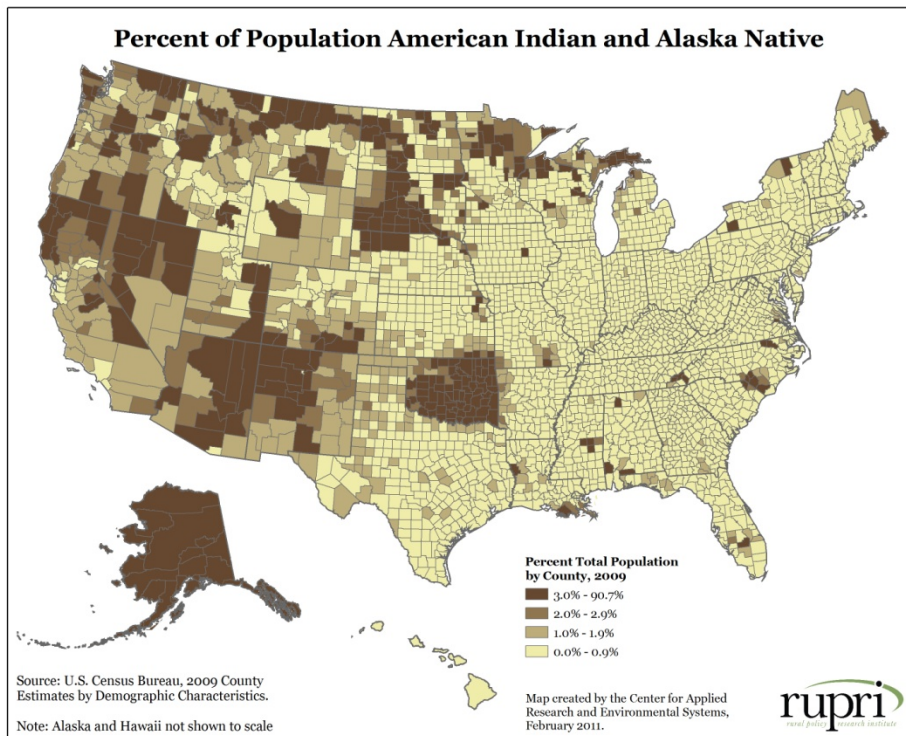 Percent of Population American Indian and Alaska Native
Percent Total Population
by County, 2009
3.0% - 90.7%
2.0% - 2.9%
1.0% - 1.9%
0.0% - 0.9%
Source: U.S. Census Bureau, 2009 County
Estimates by Demographic Characteristics.
Note: Alaska and Hawaii not shown to scale
Map created by the Center for Applied
Research and Environmental Systems,
February 2011.
rupri
rural policy research institute